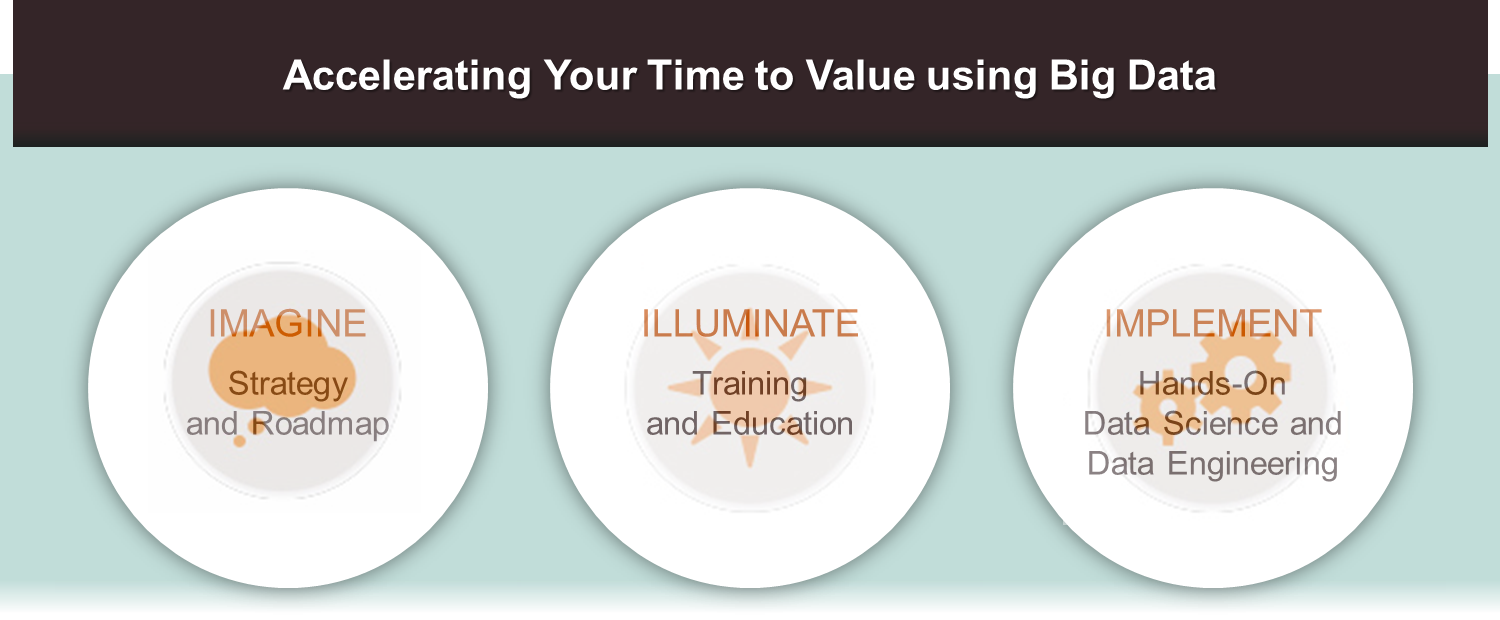 Accelerating Your Time to Value using Big Data
IMAGINE
Strategy
and Roadmap
ILLUMINATE
Training
and Education
IMPLEMENT
Hands-On
Data Science and
Data Engineering